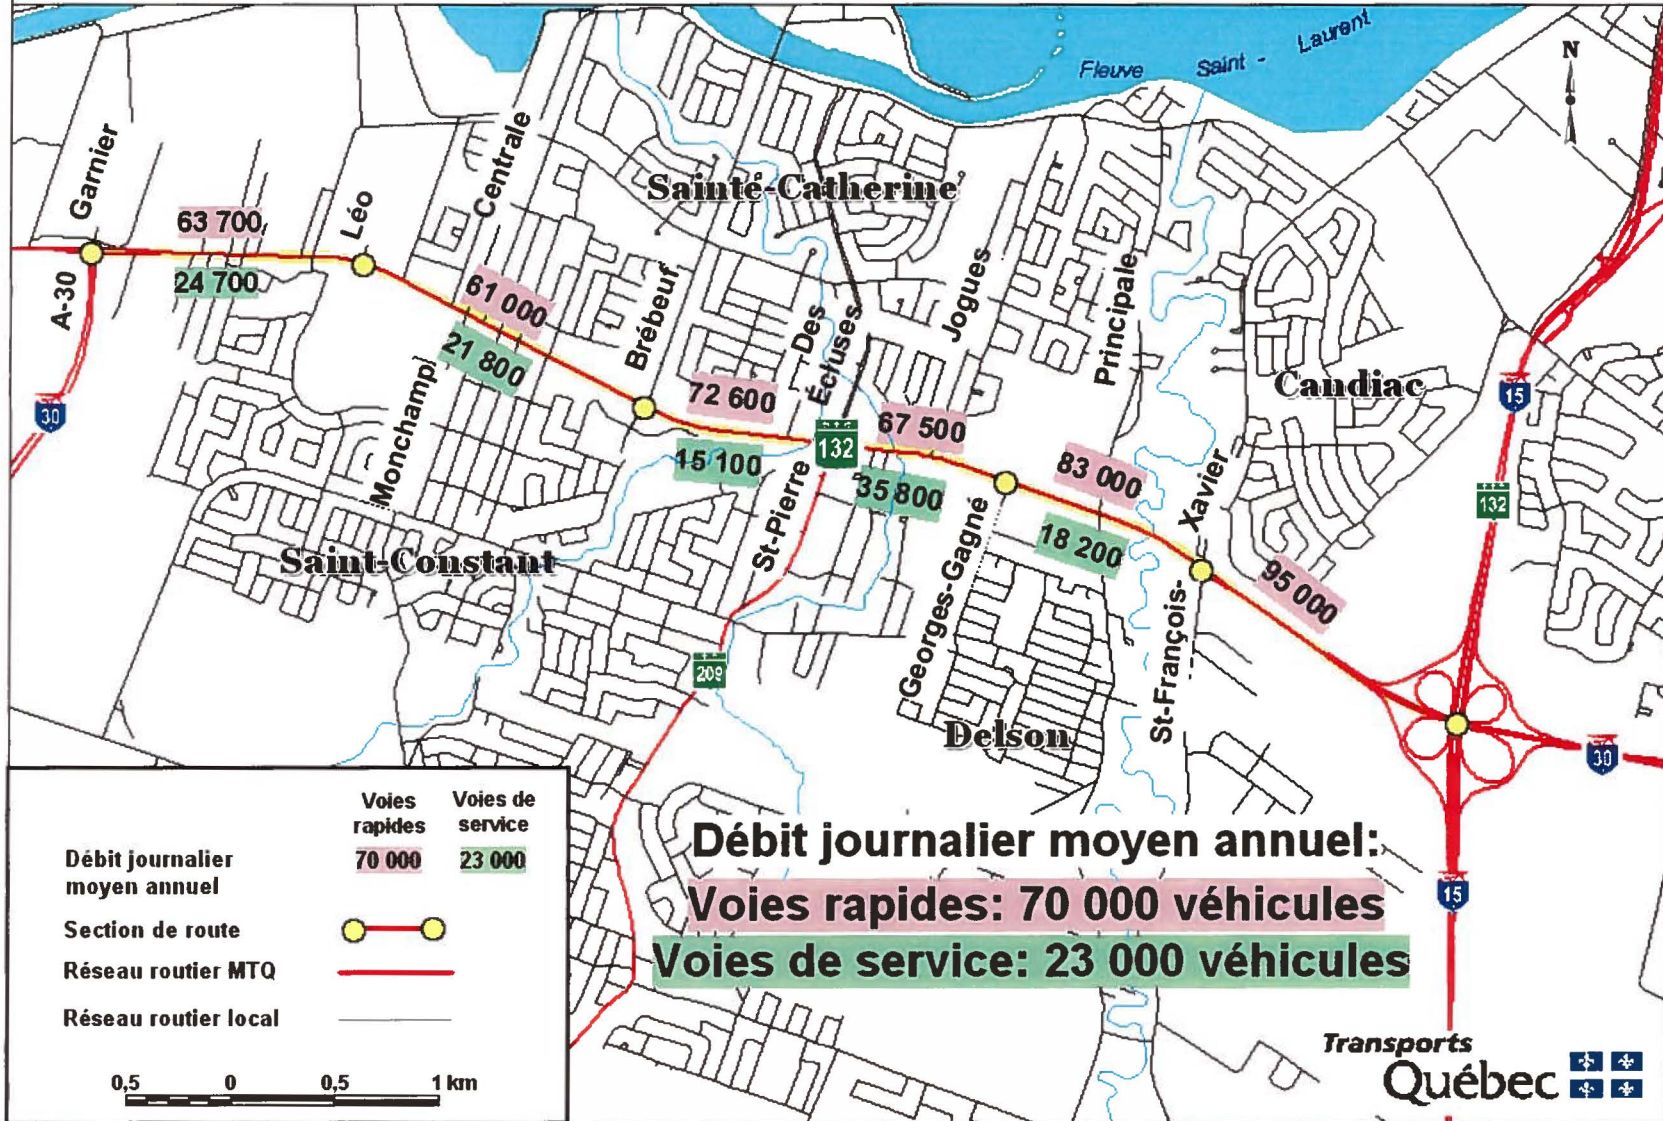 Fleuve Saint - Laurent
N
Garnier
A-30
30
63 700
24 700
Léo
Centrale
61 000
21 800
Monchamp
Sainte-Catherine
Brébeuf
72 600
15 100
Des
Écluses
132
St-Pierre
209
Jogues
67 500
35 800
Georges-Gagné
Principale
83 000
18 200
St-François-
Xavier
95 000
Candiac
15
132
30
15
Saint-Constant
Delson
Voies
rapides
Voies de
service
Débit journalier
moyen annuel
70 000
23 000
Section de route
Réseau routier MTQ
Réseau routier local
0,5 0 0,5 1 km
Débit journalier moyen annuel:
Voies rapides: 70 000 véhicules
Voies de service: 23 000 véhicules
Transports
Québec